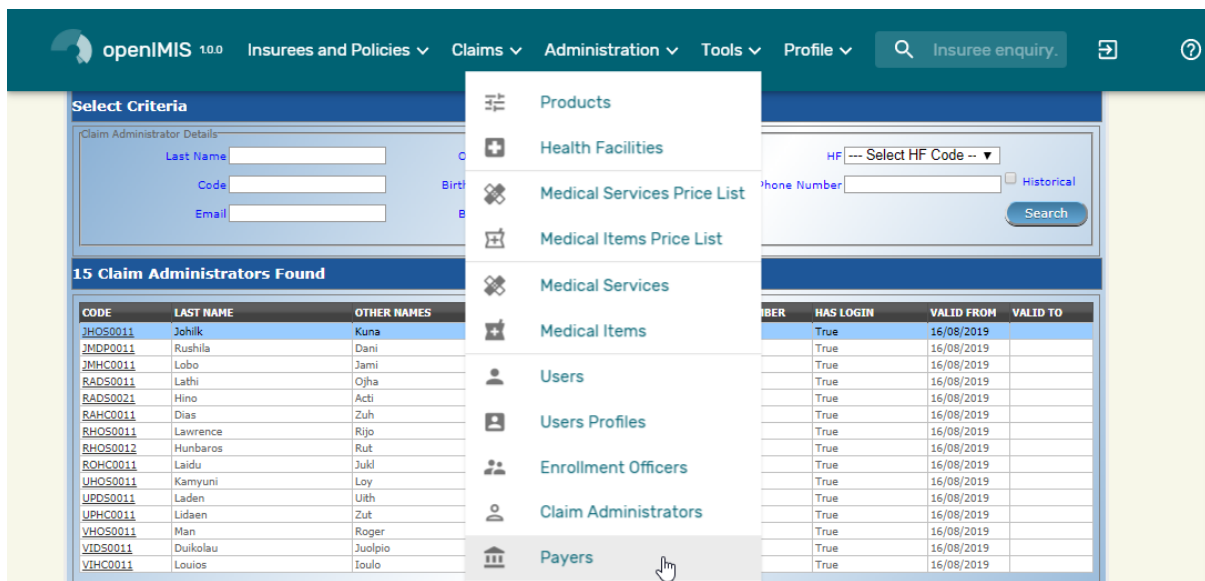 openIMIS 1.0.0 Insurees and Policies Claims Administration Tools Profile Insuree enquiry.
Select Criteria
Claim Administrator Details
Last Name HF --- Select HF Code -- ▼
Code Phone Number Historical
Email Search
Products
Health Facilities
Medical Services Price List
Medical Items Price List
Medical Services
Medical Items
Users
Users Profiles
Enrollment Officers
Claim Administrators
Payers
15 Claim Administrators Found
CODE LAST NAME OTHER NAMES HAS LOGIN VALID FROM VALID TO
JHOS0011 Johilk Kuna True 16/08/2019
JMDP0011 Rushila Dani True 16/08/2019
JMHC0011 Lobo Jami True 16/08/2019
RADS0011 Lathi Ojha True 16/08/2019
RADS0021 Hino Acti True 16/08/2019
RAHC0011 Dias Zuh True 16/08/2019
RHOS0011 Lawrence Rijo True 16/08/2019
RHOS0012 Hunbaros Rut True 16/08/2019
ROHC0011 Laidu Jukl True 16/08/2019
UHOS0011 Kamyuni Loy True 16/08/2019
UPDS0011 Laden Uith True 16/08/2019
UPHC0011 Lidaen Zut True 16/08/2019
VHOS0011 Man Roger True 16/08/2019
VIDS0011 Duikolau Juolpio True 16/08/2019
VIHC0011 Louios Ioulo True 16/08/2019